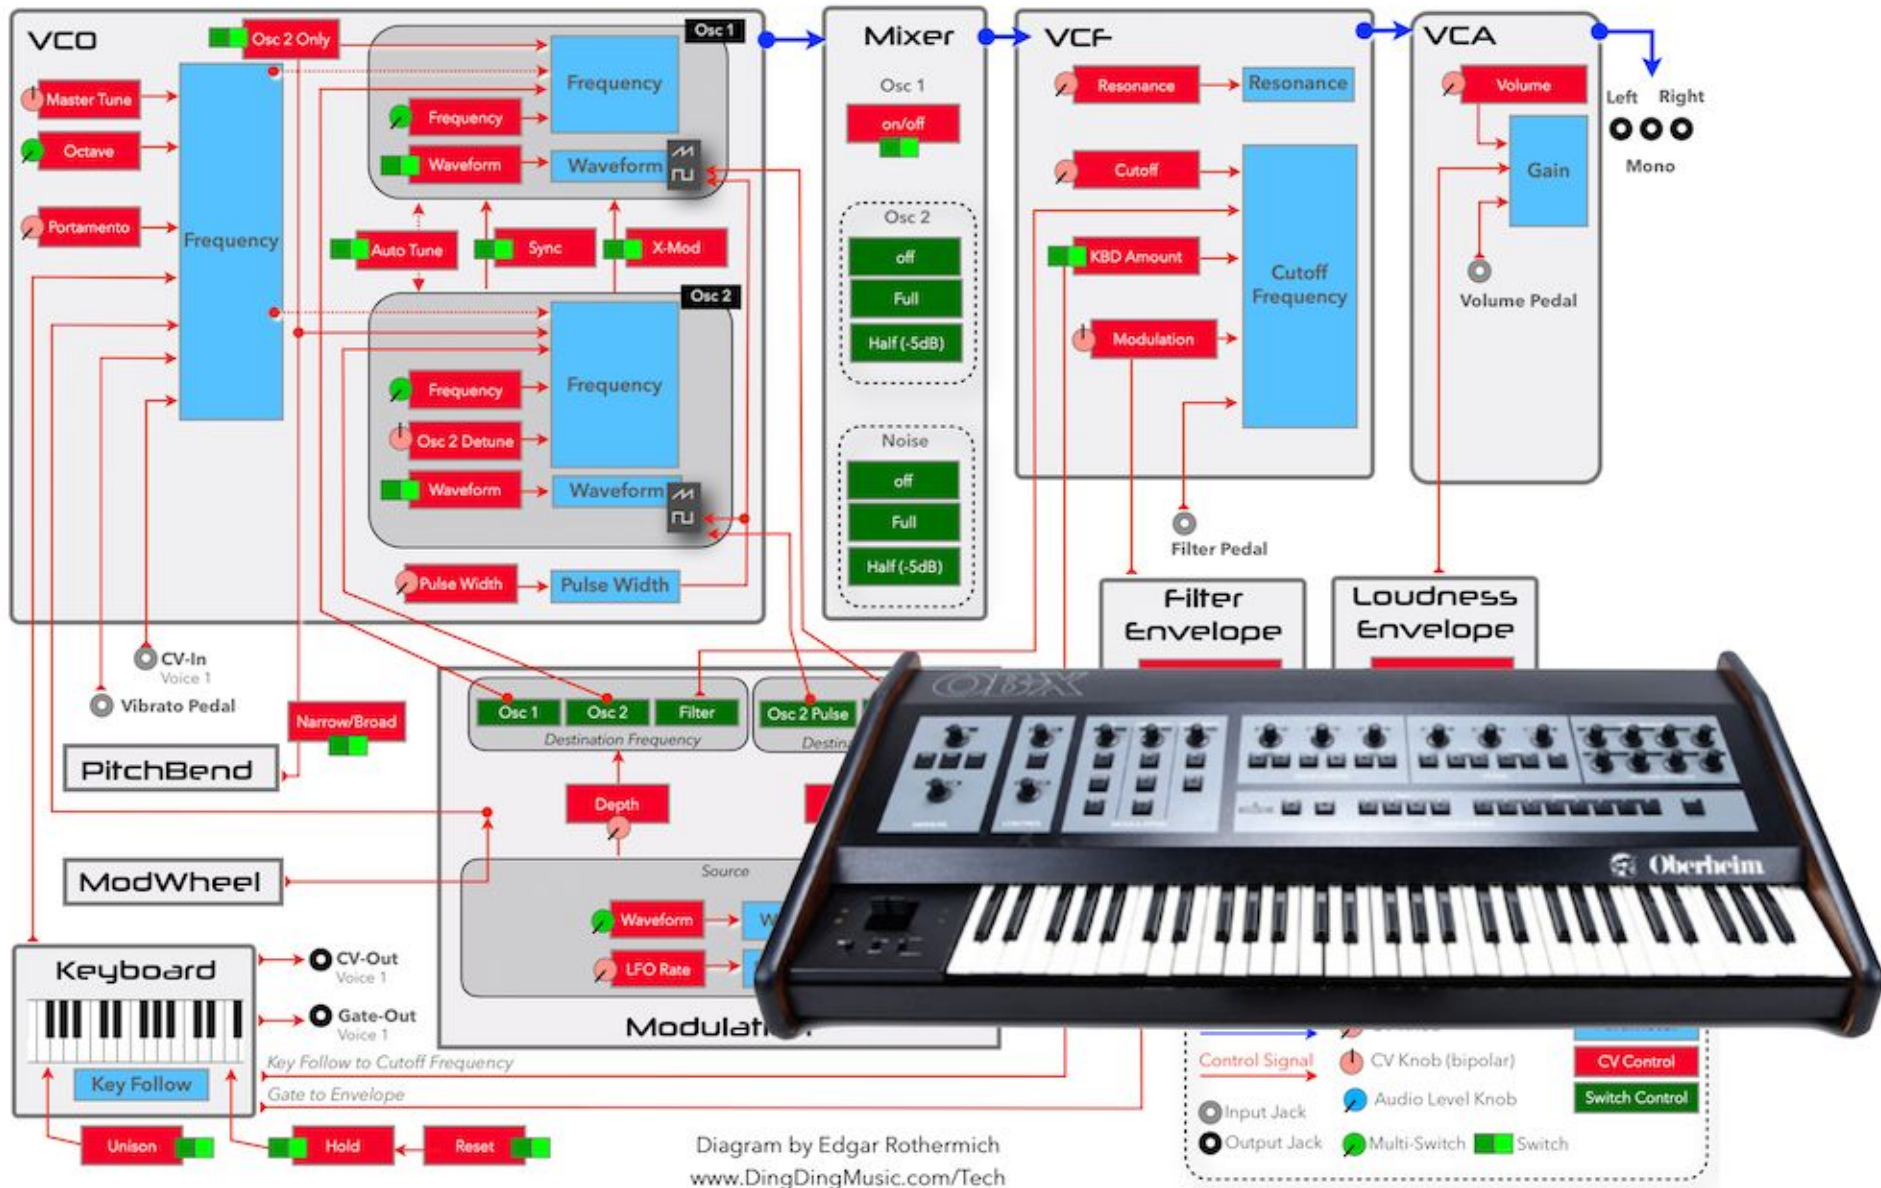 VCO
Osc 2 Only
Master Tune
Octave
Portamento
Frequency
Osc 1
Frequency
Frequency
Waveform
Waveform
Auto Tune
Sync
X-Mod
Osc 2
Frequency
Frequency
Osc 2 Detune
Waveform
Waveform
Pulse Width
Pulse Width
Mixer
Osc 1
on/off
Osc 2
off
Full
Half (-5dB)
Noise
off
Full
Half (-5dB)
VCF
Resonance
Resonance
Cutoff
KBD Amount
Modulation
Cutoff
Frequency
Filter Pedal
VCA
Volume
Gain
Volume Pedal
Left Right
Mono
Filter
Envelope
Loudness
Envelope
CV-In
Voice 1
Vibrato Pedal
Narrow/Broad
PitchBend
ModWheel
Osc 1
Osc 2
Filter
Destination Frequency
Osc 2 Pulse
Depth
Source
Waveform
LFO Rate
Modulat
OB-X
Oberheim
Keyboard
Key Follow
CV-Out
Voice 1
Gate-Out
Voice 1
Key Follow to Cutoff Frequency
Gate to Envelope
Unison
Hold
Reset
Diagram by Edgar Rothermich
www.DingDingMusic.com/Tech
Control Signal
CV Knob (bipolar)
CV Control
Input Jack
Audio Level Knob
Switch Control
Output Jack
Multi-Switch
Switch